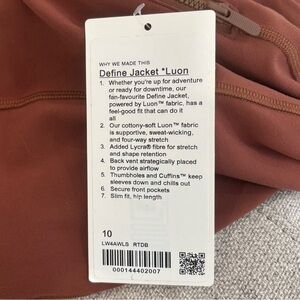 WHY WE MADE THIS
Define Jacket *Luon
1. Whether you're up for adventure
or ready for downtime, our
fan-favourite Define Jacket,
powered by Luon™ fabric, has a
feel-good fit that can do it
all
2. Our cottony-soft Luon™ fabric
is supportive, sweat-wicking,
and four-way stretch
3. Added Lycra® fibre for stretch
and shape retention
4. Back vent strategically placed
to provide airflow
5. Thumbholes and Cuffins™ keep
sleeves down and chills out
6. Secure front pockets
7. Slim fit, hip length
10
LW4AWLS RTDB
000144402007